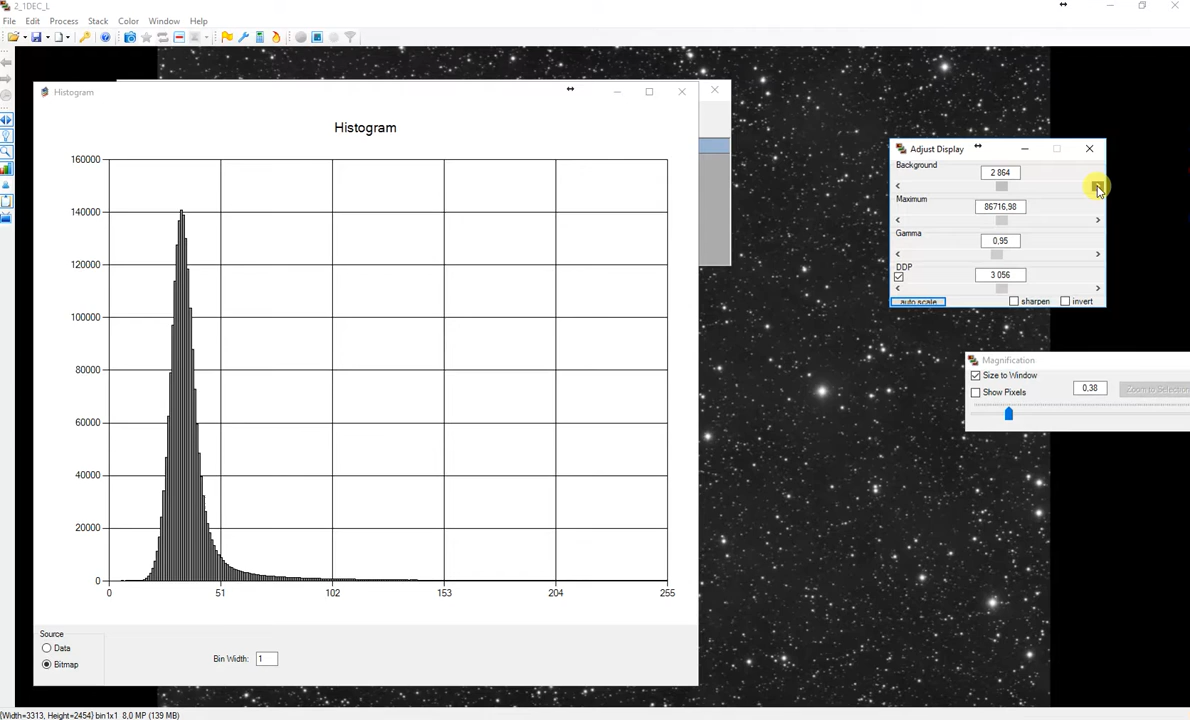 2_1DEC_L
File Edit Process Stack Color Window Help
Histogram
Histogram
160000
140000
120000
100000
80000
60000
40000
20000
0
0 51 102 153 204 255
Source
Data
Bitmap
Bin Width: 1
Adjust Display
Background
2 864
Maximum
86716,98
Gamma
0,95
DDP
3 056
auto scale
sharpen
invert
Magnification
Size to Window
Show Pixels
0,38
Zoom to Selection
{Width=3313, Height=2454} bin1x1 8,0 MP (139 MB)